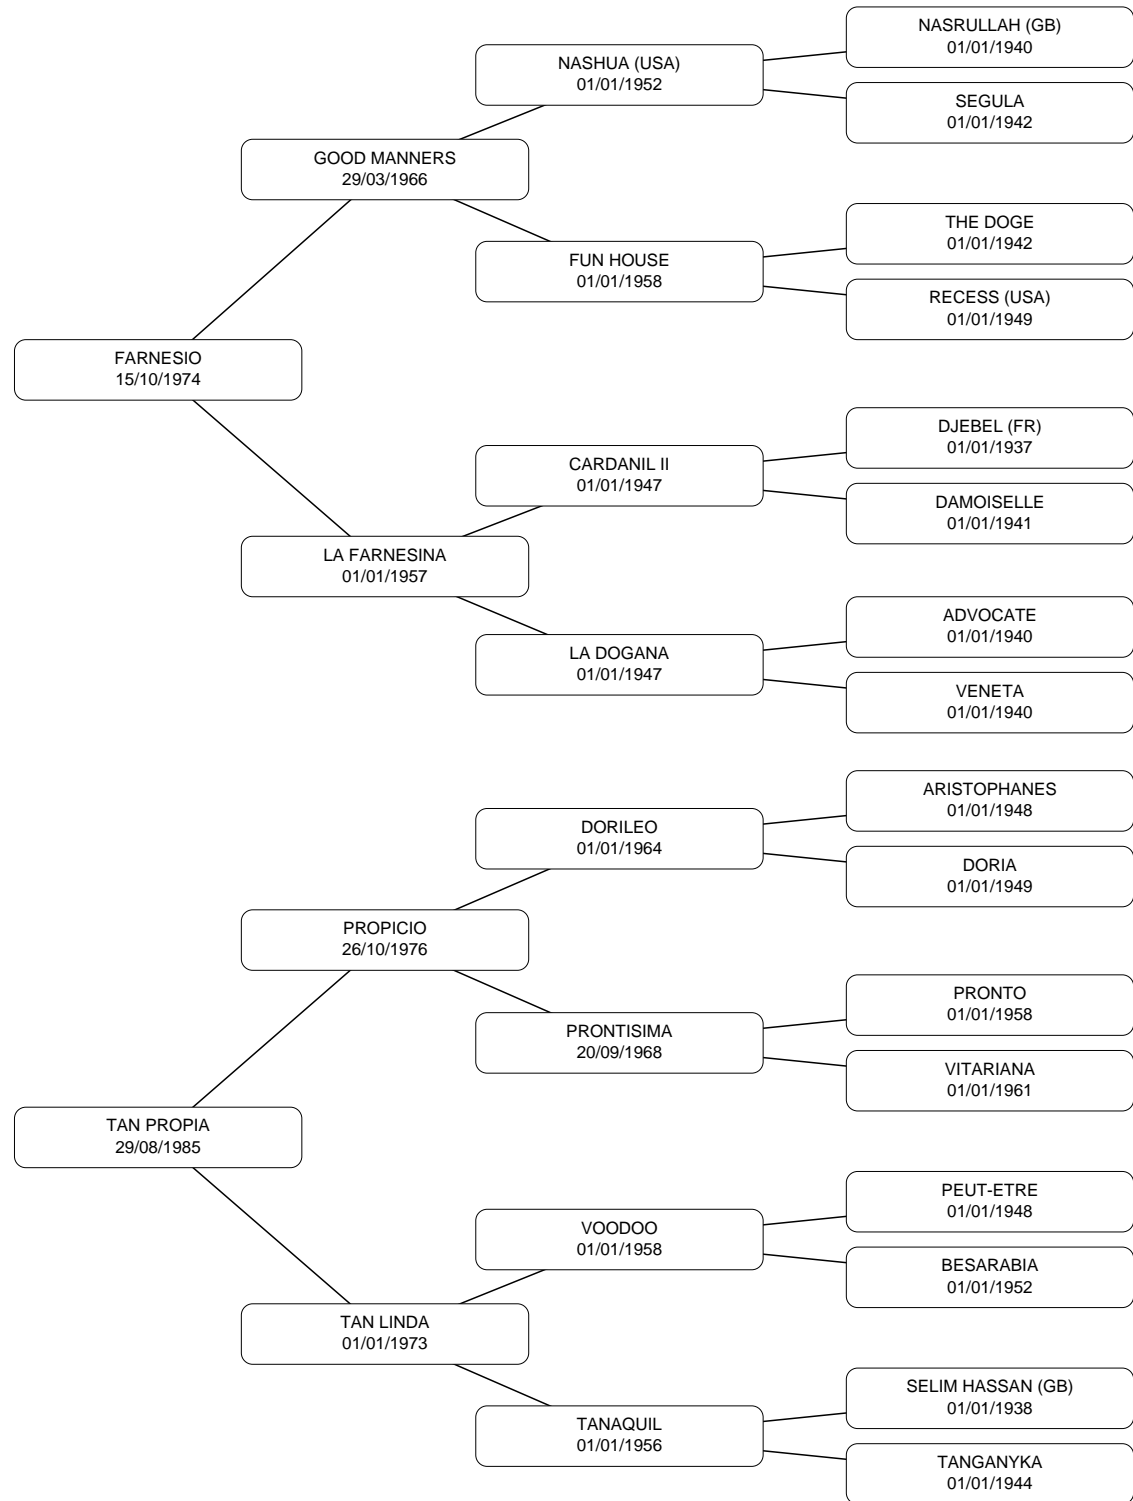 NASRULLAH (GB)
01/01/1940
NASHUA (USA)
01/01/1952
SEGULA
01/01/1942
GOOD MANNERS
29/03/1966
THE DOGE
01/01/1942
FUN HOUSE
01/01/1958
RECESS (USA)
01/01/1949
FARNESIO
15/10/1974
DJEBEL (FR)
01/01/1937
CARDANIL II
01/01/1947
DAMOISELLE
01/01/1941
LA FARNESINA
01/01/1957
ADVOCATE
01/01/1940
LA DOGANA
01/01/1947
VENETA
01/01/1940
ARISTOPHANES
01/01/1948
DORILEO
01/01/1964
DORIA
01/01/1949
PROPICIO
26/10/1976
PRONTO
01/01/1958
PRONTISIMA
20/09/1968
VITARIANA
01/01/1961
TAN PROPIA
29/08/1985
PEUT-ETRE
01/01/1948
VOODOO
01/01/1958
BESARABIA
01/01/1952
TAN LINDA
01/01/1973
SELIM HASSAN (GB)
01/01/1938
TANAQUIL
01/01/1956
TANGANYKA
01/01/1944